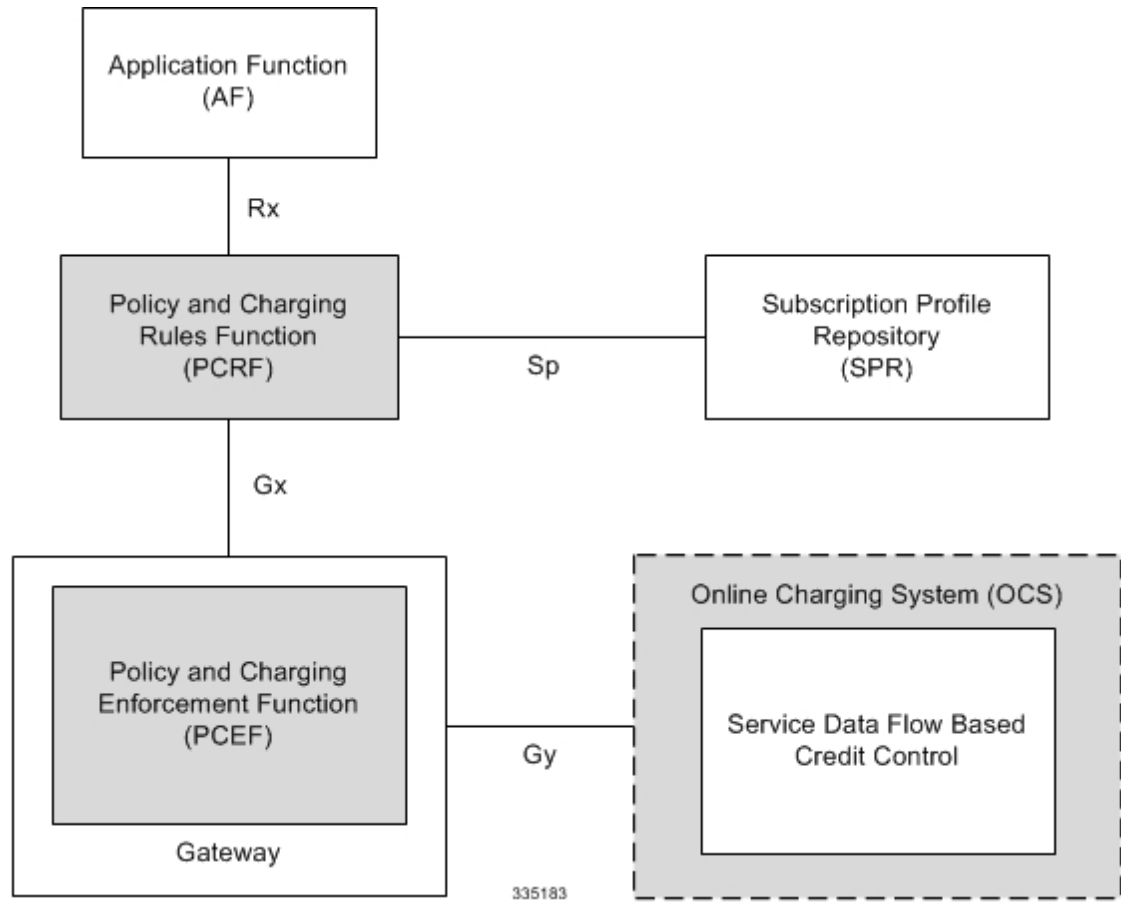 Application Function
(AF)
Rx
Policy and Charging
Rules Function
(PCRF)
Sp
Subscription Profile
Repository
(SPR)
Gx
Policy and Charging
Enforcement Function
(PCEF)
Gateway
Gy
Online Charging System (OCS)
Service Data Flow Based
Credit Control
335183